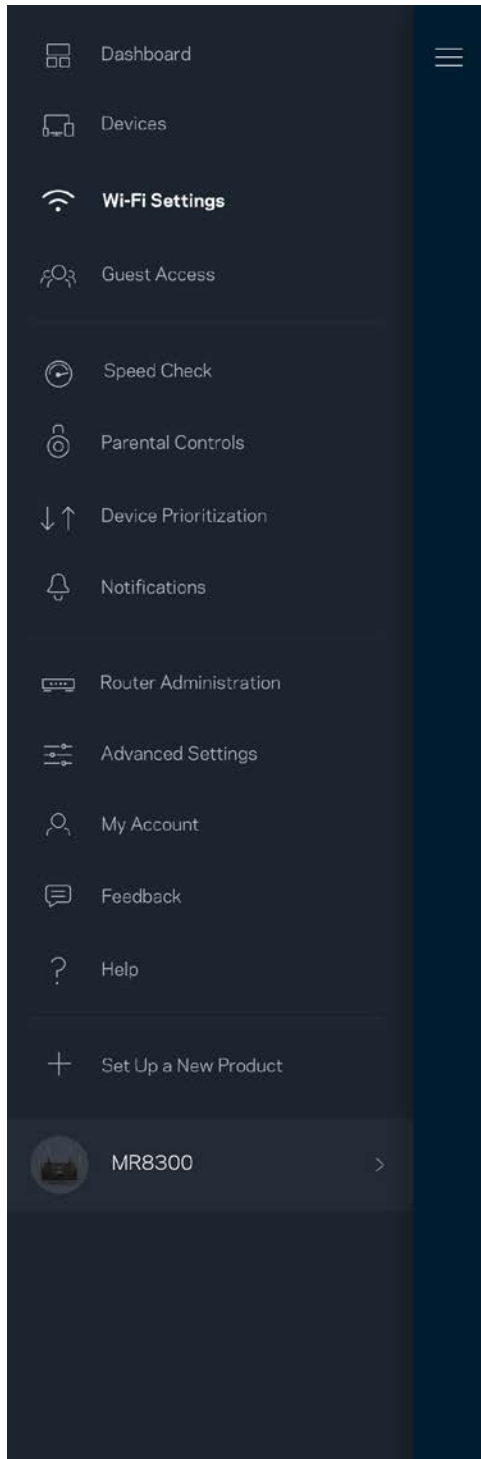 Dashboard
Devices
Wi-Fi Settings
Guest Access
Speed Check
Parental Controls
Device Prioritization
Notifications
Router Administration
Advanced Settings
My Account
Feedback
Help
Set Up a New Product
MR8300